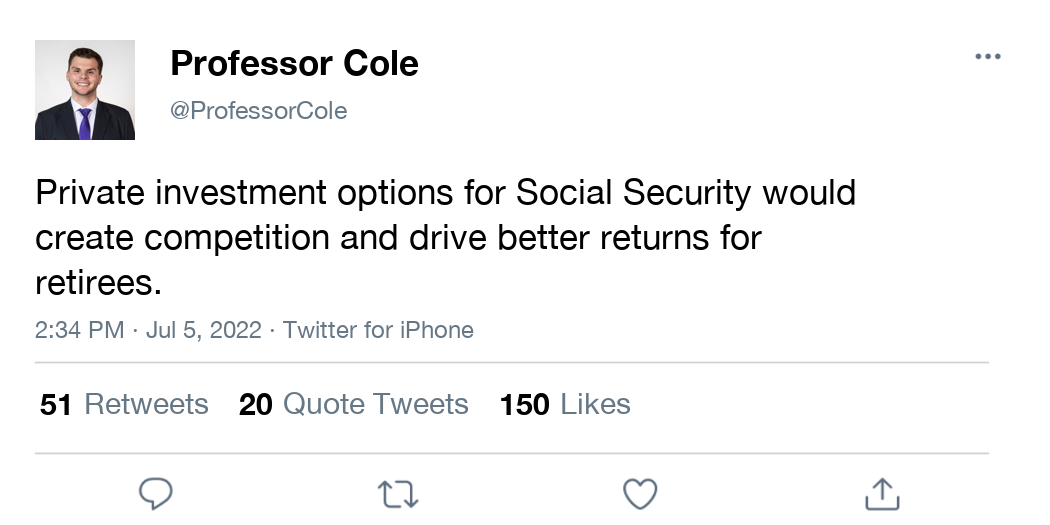 Professor Cole
@ProfessorCole
Private investment options for Social Security would
create competition and drive better returns for
retirees.
2:34 PM · Jul 5, 2022 · Twitter for iPhone
51 Retweets 20 Quote Tweets 150 Likes